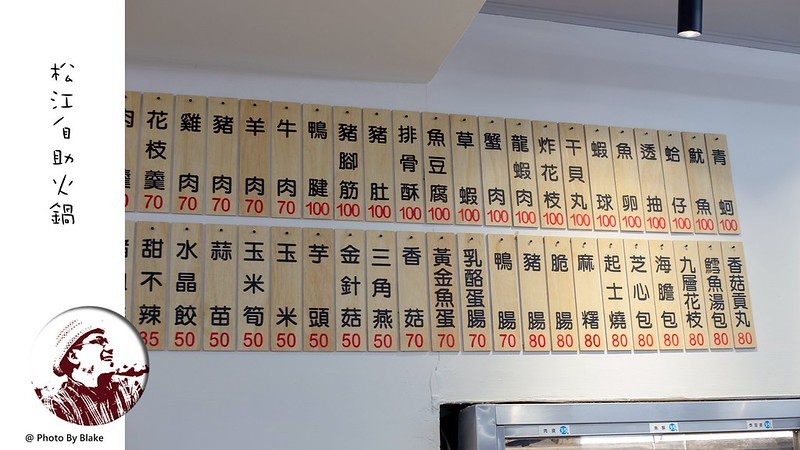 松江自助火鍋
花枝羹 70
雞肉 70
豬肉 70
羊肉 70
牛肉 70
鴨腱 100
豬腳筋 100
豬肚 100
排骨酥 100
魚豆腐 100
草蝦 100
蟹肉 100
龍蝦肉 100
炸花枝 100
干貝丸 100
蝦球 100
魚卵 100
透抽 100
蛤仔 100
魷魚 100
青蚵 100
甜不辣 35
水晶餃 50
蒜苗 50
玉米筍 50
玉米 50
芋頭 50
金針菇 50
三角燕 50
香菇 70
黃金魚蛋 70
乳酪蛋腸 70
鴨腸 70
豬腸 80
脆腸 80
麻糬 80
起士燒 80
芝心包 80
海膽包 80
九層花枝 80
鱈魚湯包 80
香菇貢丸 80
@ Photo By Blake